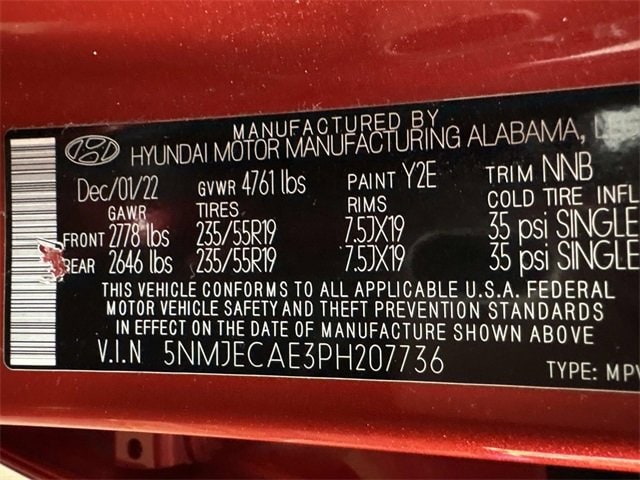 MANUFACTURED BY
HYUNDAI MOTOR MANUFACTURING ALABAMA,
Dec/01/22 GVWR 4761 lbs PAINT Y2E TRIM NNB
GAWR TIRES RIMS COLD TIRE INFL
FRONT 2778 lbs 235/55R19 7.5JX19 35 psi SINGLE
REAR 2646 lbs 235/55R19 7.5JX19 35 psi SINGLE
THIS VEHICLE CONFORMS TO ALL APPLICABLE U.S.A. FEDERAL
MOTOR VEHICLE SAFETY AND THEFT PREVENTION STANDARDS
IN EFFECT ON THE DATE OF MANUFACTURE SHOWN ABOVE
V.I.N 5NMJECAE3PH207736
TYPE: MPV